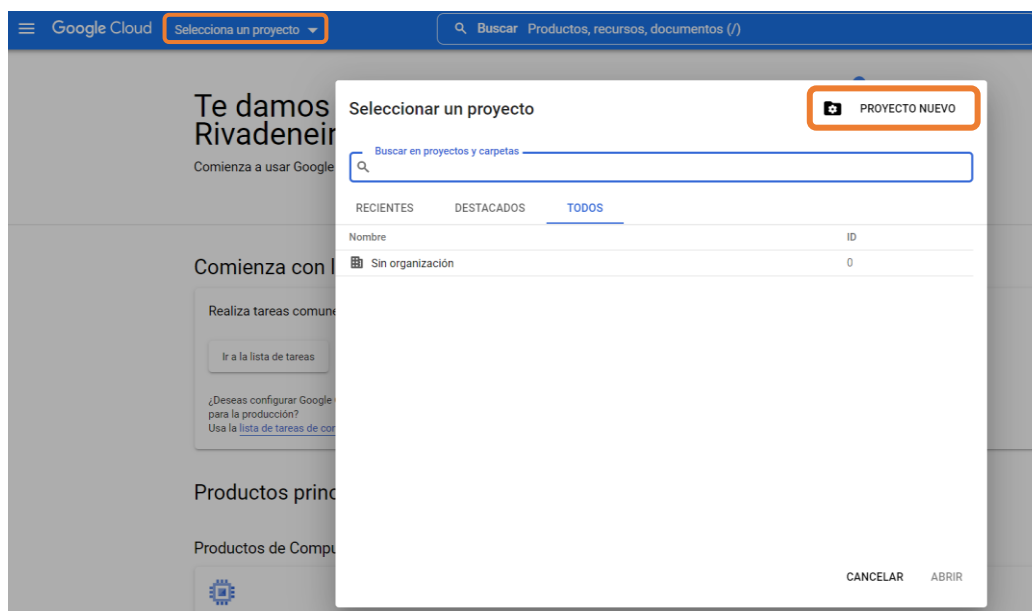 Google Cloud
Selecciona un proyecto
Buscar Productos, recursos, documentos (/)
Te damos
Rivadeneir
Comienza a usar Google
Seleccionar un proyecto
PROYECTO NUEVO
Buscar en proyectos y carpetas
RECIENTES DESTACADOS TODOS
Nombre ID
Sin organización 0
Comienza con l
Realiza tareas comune
Ir a la lista de tareas
¿Deseas configurar Google
para la producción?
Usa la lista de tareas de cor
Productos princ
Productos de Compu
CANCELAR ABRIR